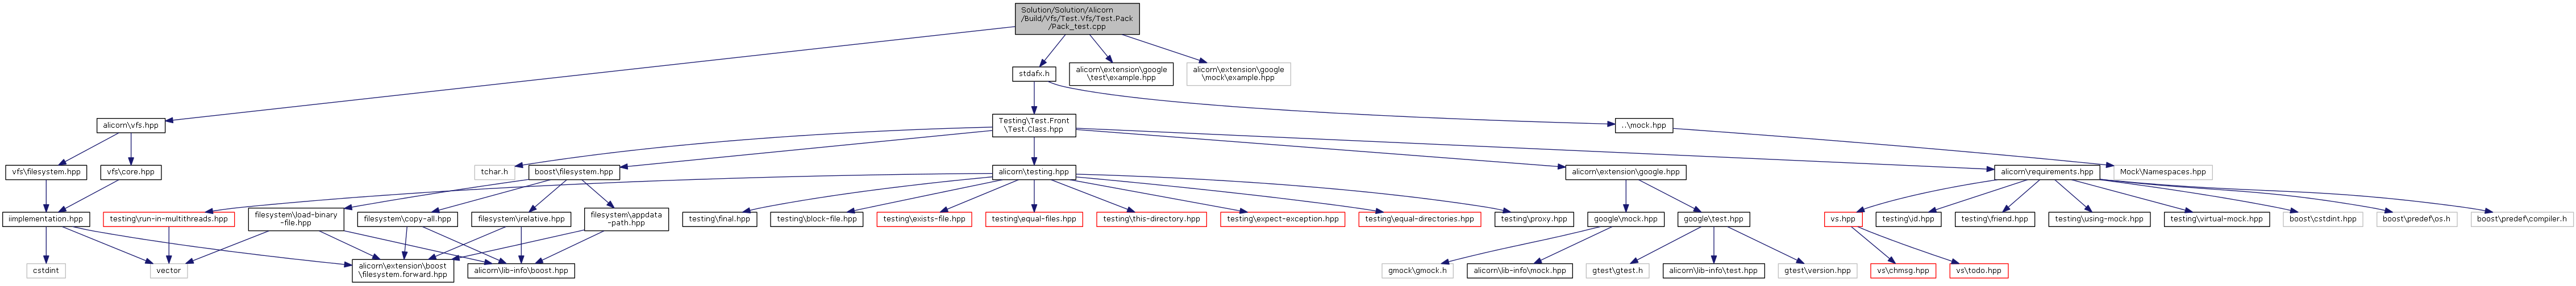 Solution/Solution/Alicorn
/Build/Vfs/Test.Vfs/Test.Pack
/Pack_test.cpp
stdafx.h
alicorn\extension\google
\test\example.hpp
alicorn\extension\google
\mock\example.hpp
alicorn\vfs.hpp
Testing\Test.Front
\Test.Class.hpp
..\mock.hpp
vfs\filesystem.hpp
vfs\core.hpp
tchar.h
boost\filesystem.hpp
alicorn\testing.hpp
alicorn\extension\google.hpp
alicorn\requirements.hpp
Mock\Namespaces.hpp
iimplementation.hpp
testing\run-in-multithreads.hpp
filesystem\load-binary
-file.hpp
filesystem\copy-all.hpp
filesystem\relative.hpp
filesystem\appdata
-path.hpp
testing\final.hpp
testing\block-file.hpp
testing\exists-file.hpp
testing\equal-files.hpp
testing\this-directory.hpp
testing\expect-exception.hpp
testing\equal-directories.hpp
testing\proxy.hpp
google\mock.hpp
google\test.hpp
vs.hpp
testing\id.hpp
testing\friend.hpp
testing\using-mock.hpp
testing\virtual-mock.hpp
boost\cstdint.hpp
boost\predef\os.h
boost\predef\compiler.h
cstdint
vector
alicorn\extension\boost
\filesystem.forward.hpp
alicorn\lib-info\boost.hpp
gmock\gmock.h
alicorn\lib-info\mock.hpp
gtest\gtest.h
alicorn\lib-info\test.hpp
gtest\version.hpp
vs\chmsg.hpp
vs\todo.hpp